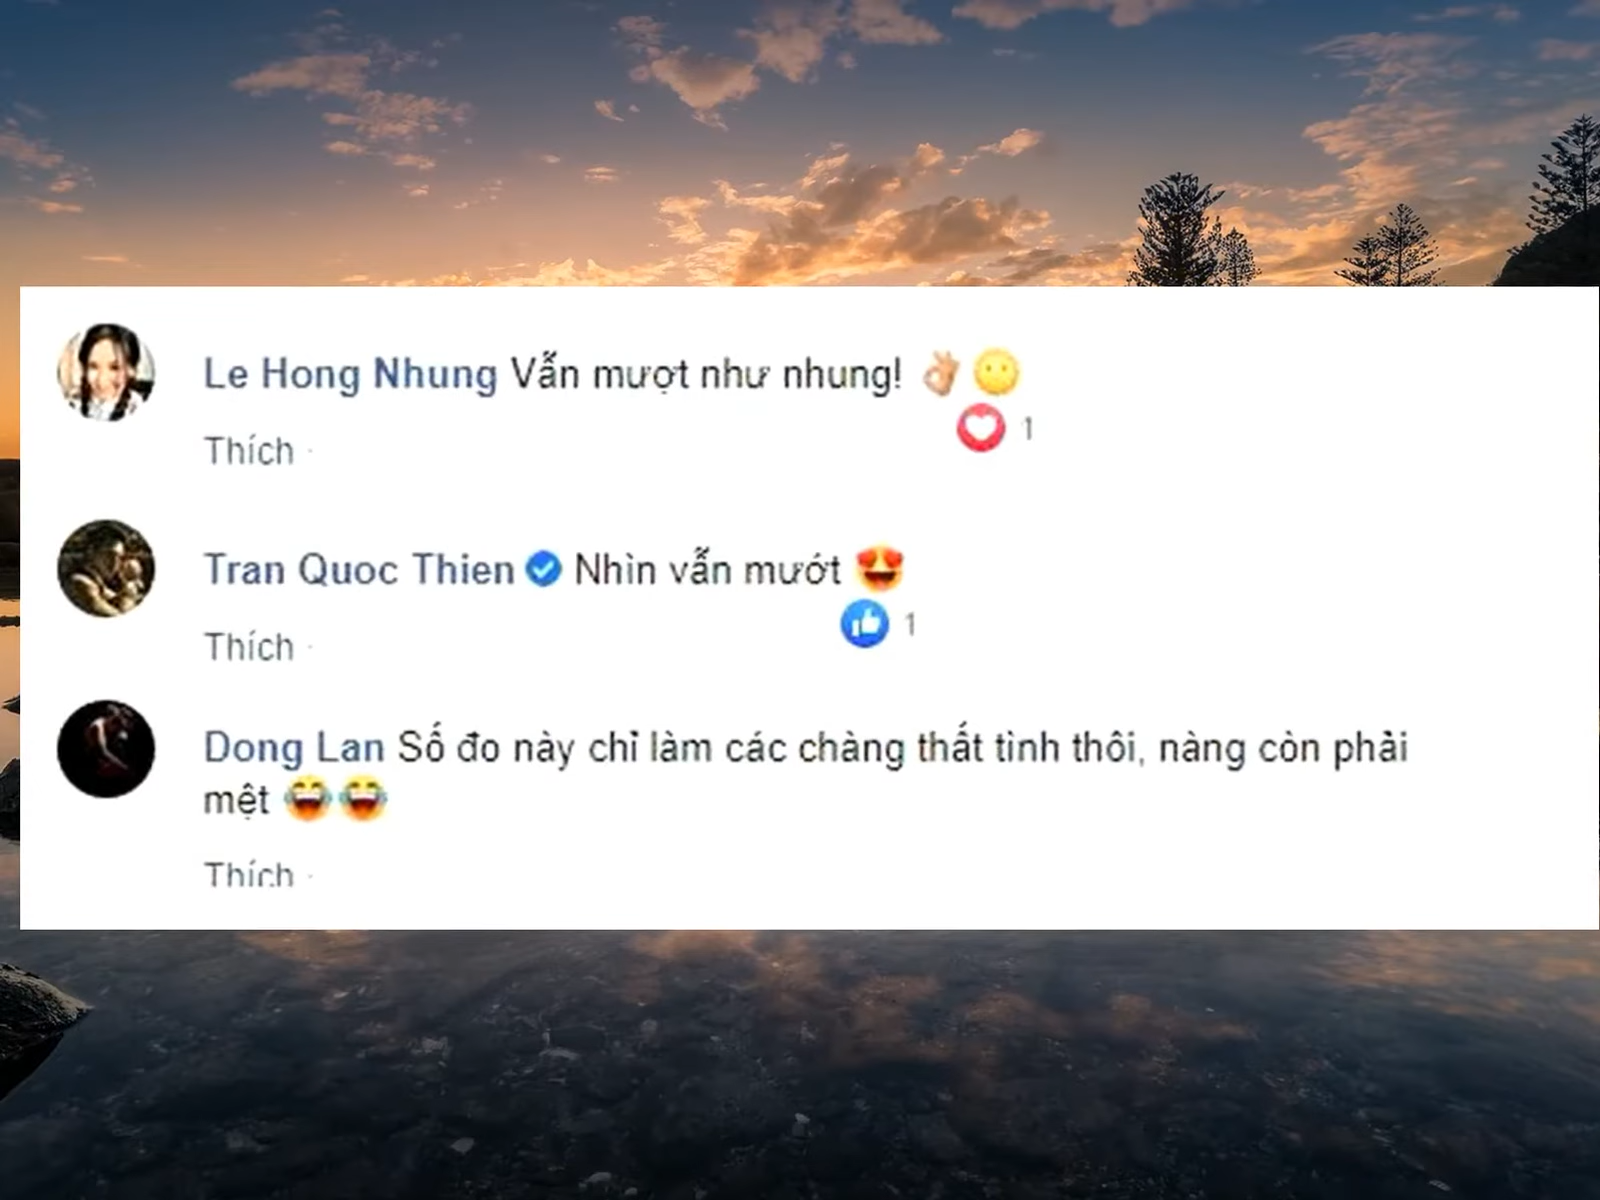 Le Hong Nhung Vẫn mượt như nhung! 👌🏼😶
1
Thích ·
Tran Quoc Thien Nhìn vẫn mướt 😍
1
Thích ·
Dong Lan Số đo này chỉ làm các chàng thất tình thôi, nàng còn phải
mệt 😂😂
Thích ·